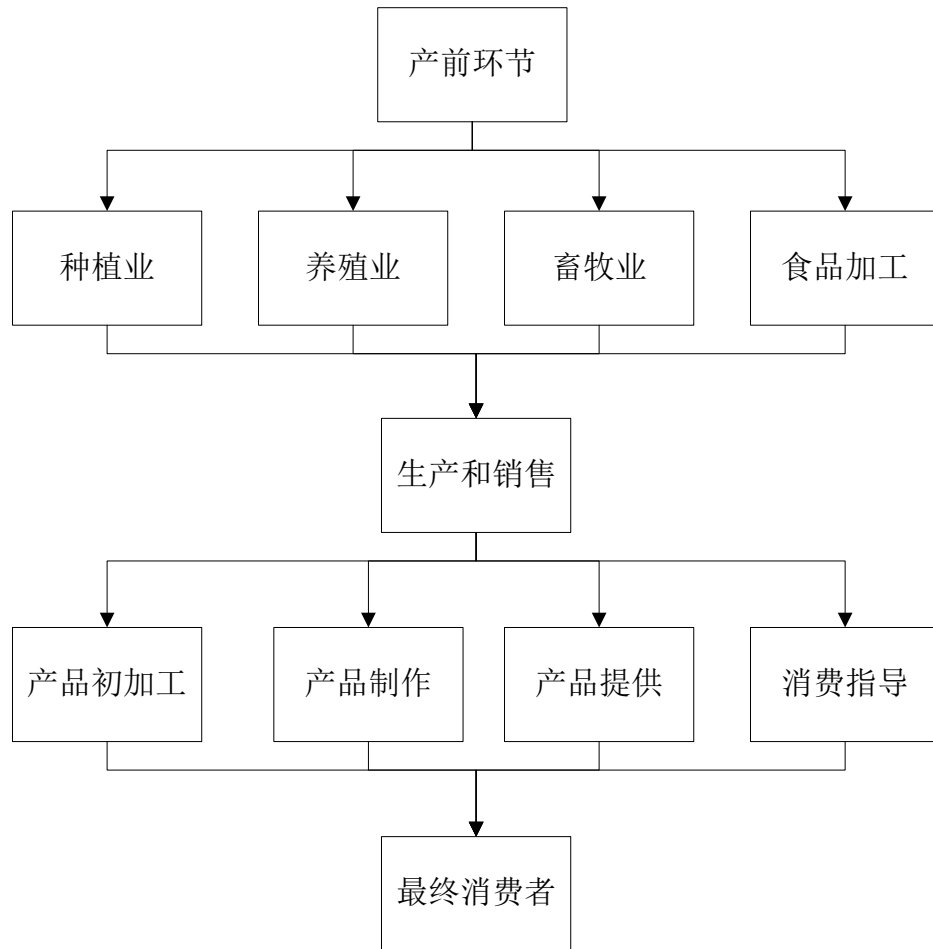 产前环节
种植业
养殖业
畜牧业
食品加工
生产和销售
产品初加工
产品制作
产品提供
消费指导
最终消费者